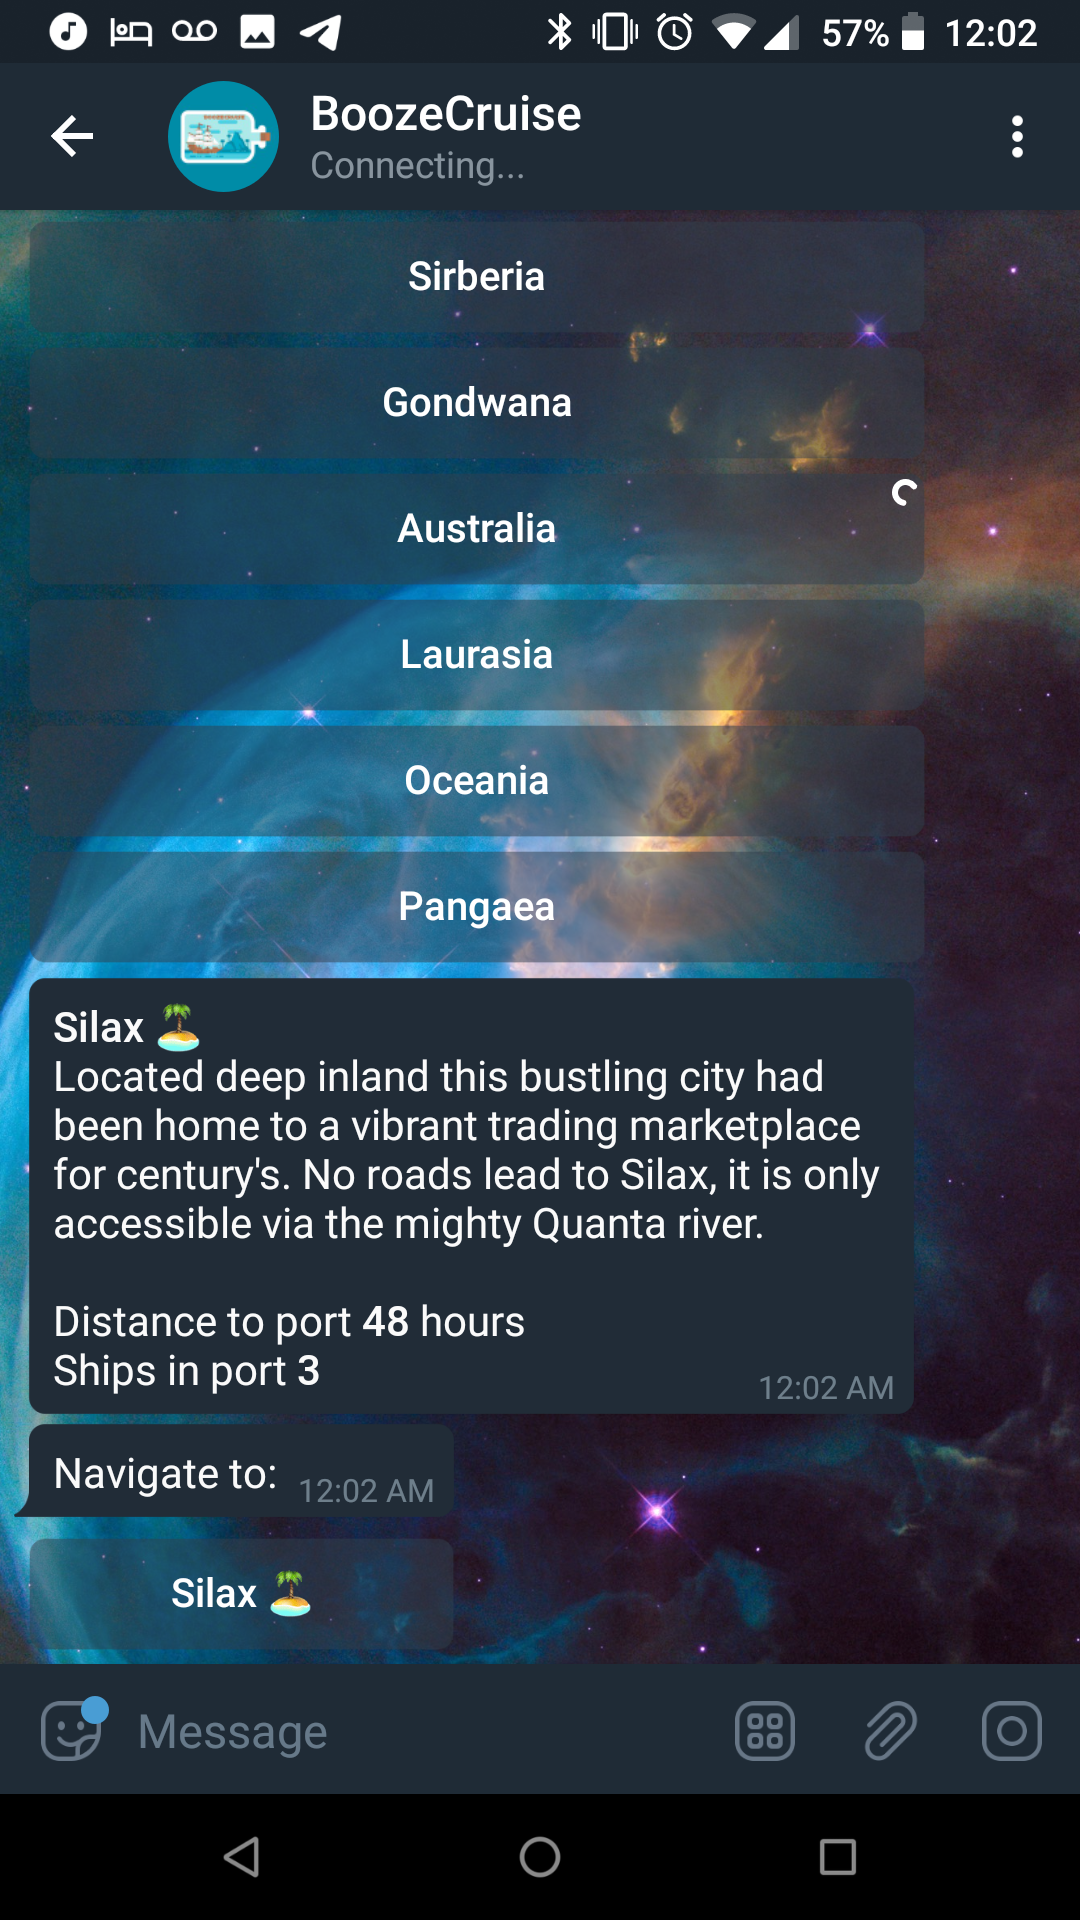 57% 12:02
BoozeCruise
Connecting...
Sirberia
Gondwana
Australia
Laurasia
Oceania
Pangaea
Silax 🏝
Located deep inland this bustling city had
been home to a vibrant trading marketplace
for century's. No roads lead to Silax, it is only
accessible via the mighty Quanta river.
Distance to port 48 hours
Ships in port 3
12:02 AM
Navigate to: 12:02 AM
Silax 🏝
Message